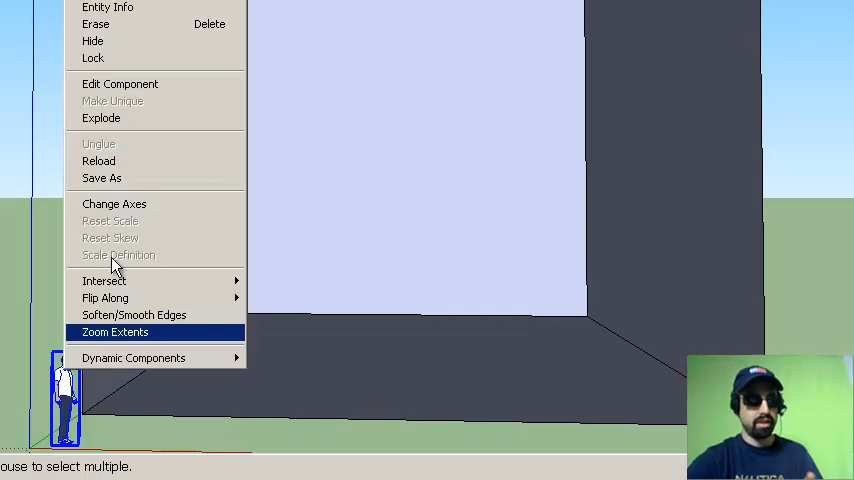 Entity Info
Erase Delete
Hide
Lock
Edit Component
Make Unique
Explode
Unglue
Reload
Save As
Change Axes
Reset Scale
Reset Skew
Scale Definition
Intersect
Flip Along
Soften/Smooth Edges
Zoom Extents
Dynamic Components
ouse to select multiple.
NAUTICA